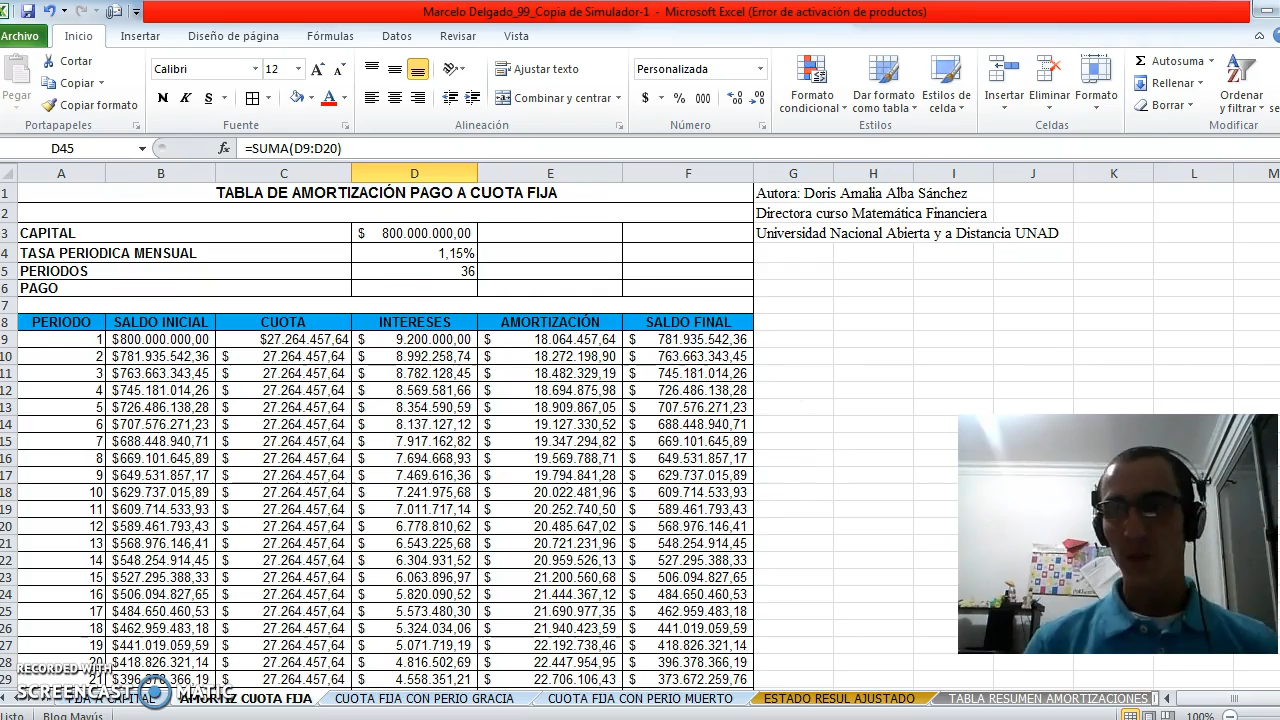 Marcelo Delgado_99_Copia de Simulador-1 - Microsoft Excel (Error de activación de productos)
Archivo Inicio Insertar Diseño de página Fórmulas Datos Revisar Vista
Pegar
Cortar
Copiar
Copiar formato
Portapapeles
Calibri 12
N K S
Fuente
Ajustar texto
Combinar y centrar
Alineación
Personalizada
$ % 000
Número
Formato condicional
Dar formato como tabla
Estilos de celda
Estilos
Insertar Eliminar Formato
Celdas
Autosuma
Rellenar
Borrar
Ordenar y filtrar
Modificar
D45 fx =SUMA(D9:D20)
A B C D E F G H I J K L M
1 TABLA DE AMORTIZACIÓN PAGO A CUOTA FIJA Autora: Doris Amalia Alba Sánchez
2 Directora curso Matemática Financiera
3 CAPITAL $ 800.000.000,00 Universidad Nacional Abierta y a Distancia UNAD
4 TASA PERIODICA MENSUAL 1,15%
5 PERIODOS 36
6 PAGO
7
8 PERIODO SALDO INICIAL CUOTA INTERESES AMORTIZACIÓN SALDO FINAL
9 1 $800.000.000,00 $27.264.457,64 $ 9.200.000,00 $ 18.064.457,64 $ 781.935.542,36
10 2 $781.935.542,36 $ 27.264.457,64 $ 8.992.258,74 $ 18.272.198,90 $ 763.663.343,45
11 3 $763.663.343,45 $ 27.264.457,64 $ 8.782.128,45 $ 18.482.329,19 $ 745.181.014,26
12 4 $745.181.014,26 $ 27.264.457,64 $ 8.569.581,66 $ 18.694.875,98 $ 726.486.138,28
13 5 $726.486.138,28 $ 27.264.457,64 $ 8.354.590,59 $ 18.909.867,05 $ 707.576.271,23
14 6 $707.576.271,23 $ 27.264.457,64 $ 8.137.127,12 $ 19.127.330,52 $ 688.448.940,71
15 7 $688.448.940,71 $ 27.264.457,64 $ 7.917.162,82 $ 19.347.294,82 $ 669.101.645,89
16 8 $669.101.645,89 $ 27.264.457,64 $ 7.694.668,93 $ 19.569.788,71 $ 649.531.857,17
17 9 $649.531.857,17 $ 27.264.457,64 $ 7.469.616,36 $ 19.794.841,28 $ 629.737.015,89
18 10 $629.737.015,89 $ 27.264.457,64 $ 7.241.975,68 $ 20.022.481,96 $ 609.714.533,93
19 11 $609.714.533,93 $ 27.264.457,64 $ 7.011.717,14 $ 20.252.740,50 $ 589.461.793,43
20 12 $589.461.793,43 $ 27.264.457,64 $ 6.778.810,62 $ 20.485.647,02 $ 568.976.146,41
21 13 $568.976.146,41 $ 27.264.457,64 $ 6.543.225,68 $ 20.721.231,96 $ 548.254.914,45
22 14 $548.254.914,45 $ 27.264.457,64 $ 6.304.931,52 $ 20.959.526,13 $ 527.295.388,33
23 15 $527.295.388,33 $ 27.264.457,64 $ 6.063.896,97 $ 21.200.560,68 $ 506.094.827,65
24 16 $506.094.827,65 $ 27.264.457,64 $ 5.820.090,52 $ 21.444.367,12 $ 484.650.460,53
25 17 $484.650.460,53 $ 27.264.457,64 $ 5.573.480,30 $ 21.690.977,35 $ 462.959.483,18
26 18 $462.959.483,18 $ 27.264.457,64 $ 5.324.034,06 $ 21.940.423,59 $ 441.019.059,59
27 19 $441.019.059,59 $ 27.264.457,64 $ 5.071.719,19 $ 22.192.738,46 $ 418.826.321,14
28 20 $418.826.321,14 $ 27.264.457,64 $ 4.816.502,69 $ 22.447.954,95 $ 396.378.366,19
29 21 $396.378.366,19 $ 27.264.457,64 $ 4.558.351,21 $ 22.706.106,43 $ 373.672.259,76
RECORDED WITH
SCREENCAST MATIC
FIJA A CAPITAL AMORTIZ CUOTA FIJA CUOTA FIJA CON PERIO GRACIA CUOTA FIJA CON PERIO MUERTO ESTADO RESUL AJUSTADO TABLA RESUMEN AMORTIZACIONES
Listo Bloq Mayús 100%